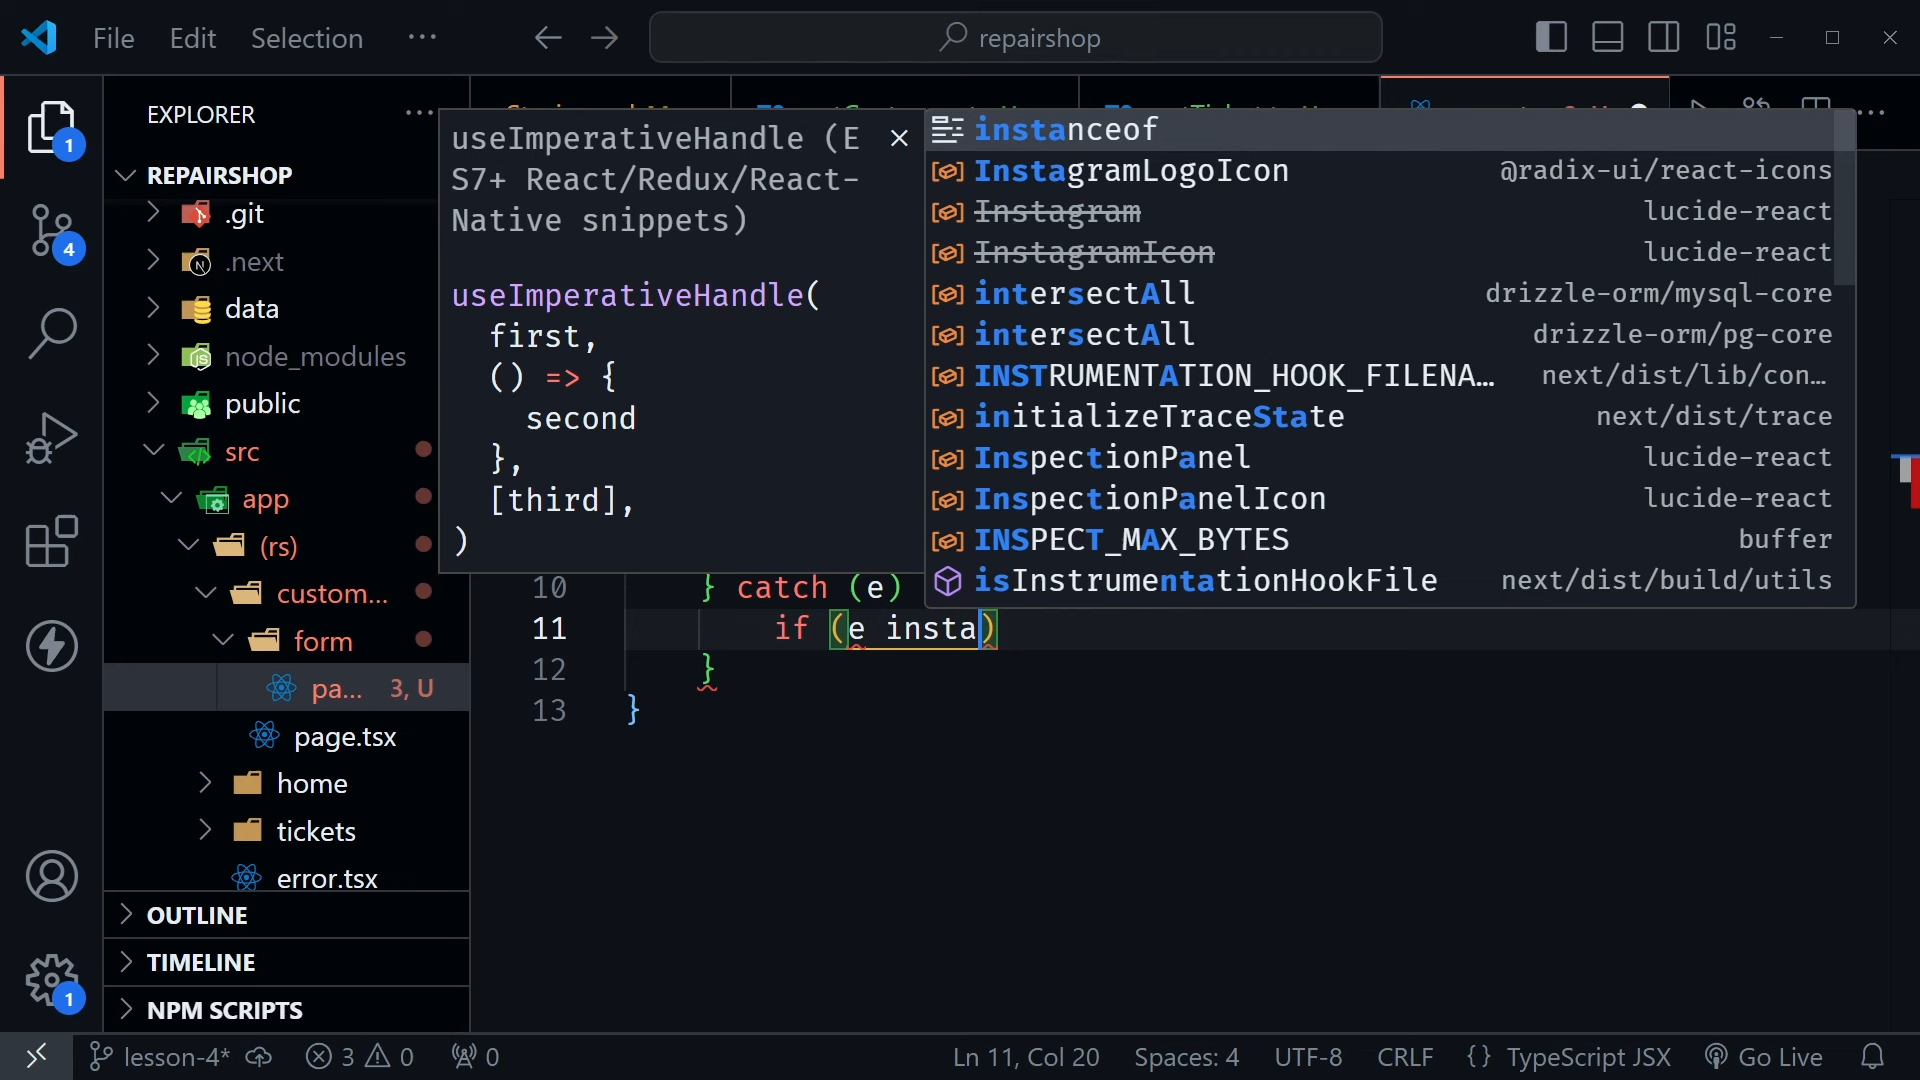 File Edit Selection ···
repairshop
EXPLORER ···
REPAIRSHOP
.git
.next
data
node_modules
public
src
app
(rs)
custom...
form
pa... 3, U
page.tsx
home
tickets
error.tsx
OUTLINE
TIMELINE
NPM SCRIPTS
useImperativeHandle (E
S7+ React/Redux/React-
Native snippets)
useImperativeHandle(
first,
() => {
second
},
[third],
)
instanceof
InstagramLogoIcon @radix-ui/react-icons
Instagram lucide-react
InstagramIcon lucide-react
intersectAll drizzle-orm/mysql-core
intersectAll drizzle-orm/pg-core
INSTRUMENTATION_HOOK_FILENA… next/dist/lib/con…
initializeTraceState next/dist/trace
InspectionPanel lucide-react
InspectionPanelIcon lucide-react
INSPECT_MAX_BYTES buffer
isInstrumentationHookFile next/dist/build/utils
10 } catch (e)
11 if (e insta)
12 }
13 }
1
4
1
lesson-4* 3 0 0
Ln 11, Col 20 Spaces: 4 UTF-8 CRLF {} TypeScript JSX Go Live